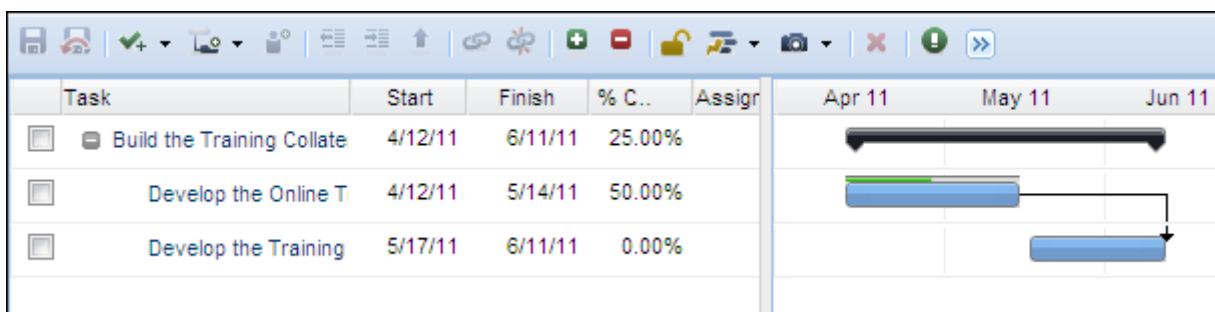 Task Start Finish % C.. Assign Apr 11 May 11 Jun 11
Build the Training Collate 4/12/11 6/11/11 25.00%
Develop the Online T 4/12/11 5/14/11 50.00%
Develop the Training 5/17/11 6/11/11 0.00%